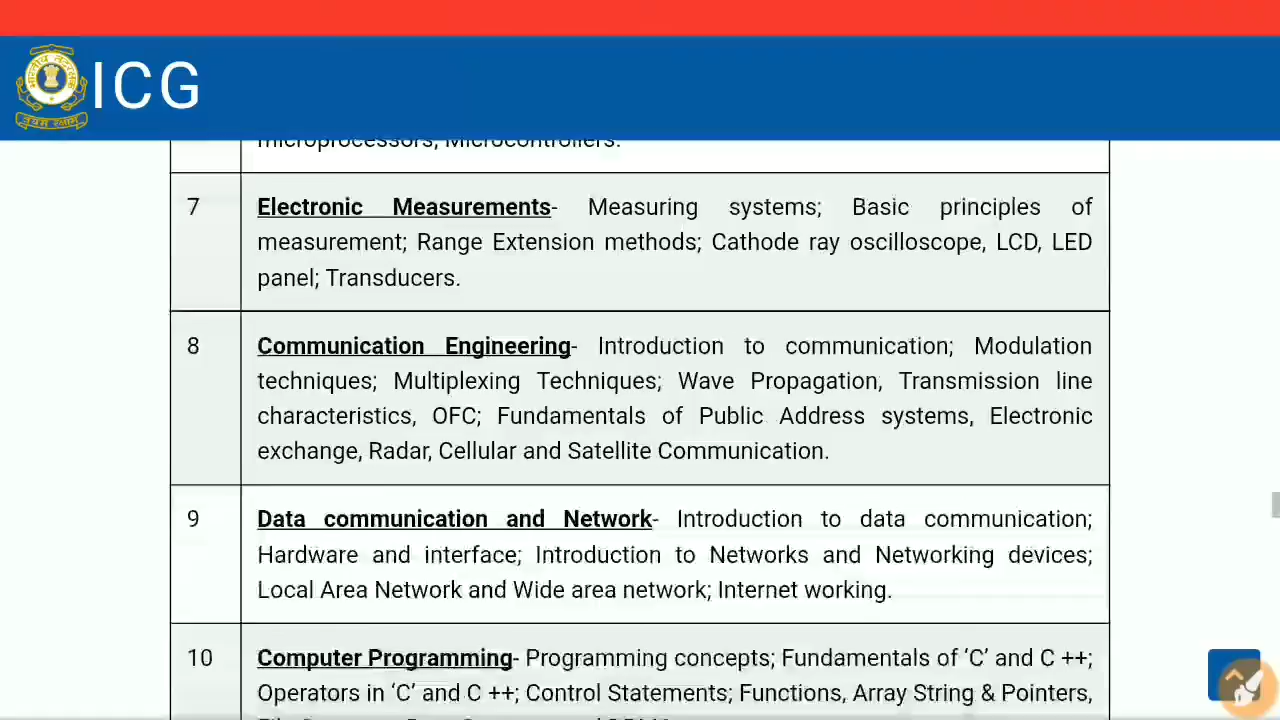 ICG
microprocessors; Microcontrollers.
7 Electronic Measurements- Measuring systems; Basic principles of
measurement; Range Extension methods; Cathode ray oscilloscope, LCD, LED
panel; Transducers.
8 Communication Engineering- Introduction to communication; Modulation
techniques; Multiplexing Techniques; Wave Propagation, Transmission line
characteristics, OFC; Fundamentals of Public Address systems, Electronic
exchange, Radar, Cellular and Satellite Communication.
9 Data communication and Network- Introduction to data communication;
Hardware and interface; Introduction to Networks and Networking devices;
Local Area Network and Wide area network; Internet working.
10 Computer Programming- Programming concepts; Fundamentals of ‘C’ and C ++;
Operators in ‘C’ and C ++; Control Statements; Functions, Array String & Pointers,